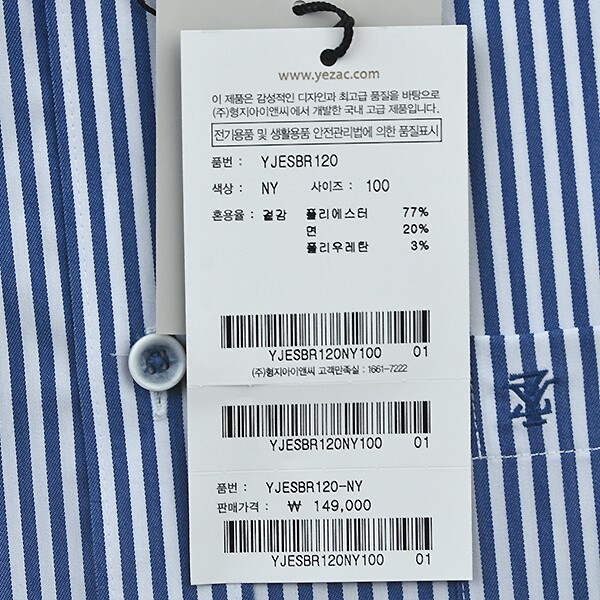 www.yezac.com
이 제품은 감성적인 디자인과 최고급 품질을 바탕으로
(주)형지아이앤씨에서 개발한 국내 고급 제품입니다.
전기용품 및 생활용품 안전관리법에 의한 품질표시
품번 : YJESBR120
색상 : NY 사이즈 : 100
혼용율 : 겉감 폴리에스터 77%
면 20%
폴리우레탄 3%
YJESBR120NY100 01
(주)형지아이앤씨 고객만족실 : 1661-7222
YJESBR120NY100 01
품번 : YJESBR120-NY
판매가격 : ₩ 149,000
YJESBR120NY100 01